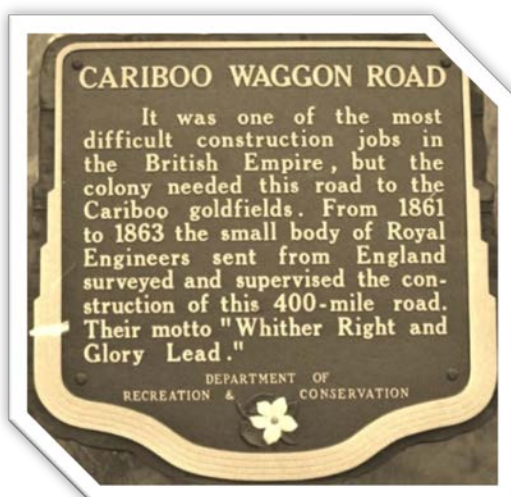 CARIBOO WAGGON ROAD
It was one of the most
difficult construction jobs in
the British Empire, but the
colony needed this road to the
Cariboo goldfields. From 1861
to 1863 the small body of Royal
Engineers sent from England
surveyed and supervised the con-
struction of this 400-mile road.
Their motto "Whither Right and
Glory Lead."
DEPARTMENT OF
RECREATION & CONSERVATION